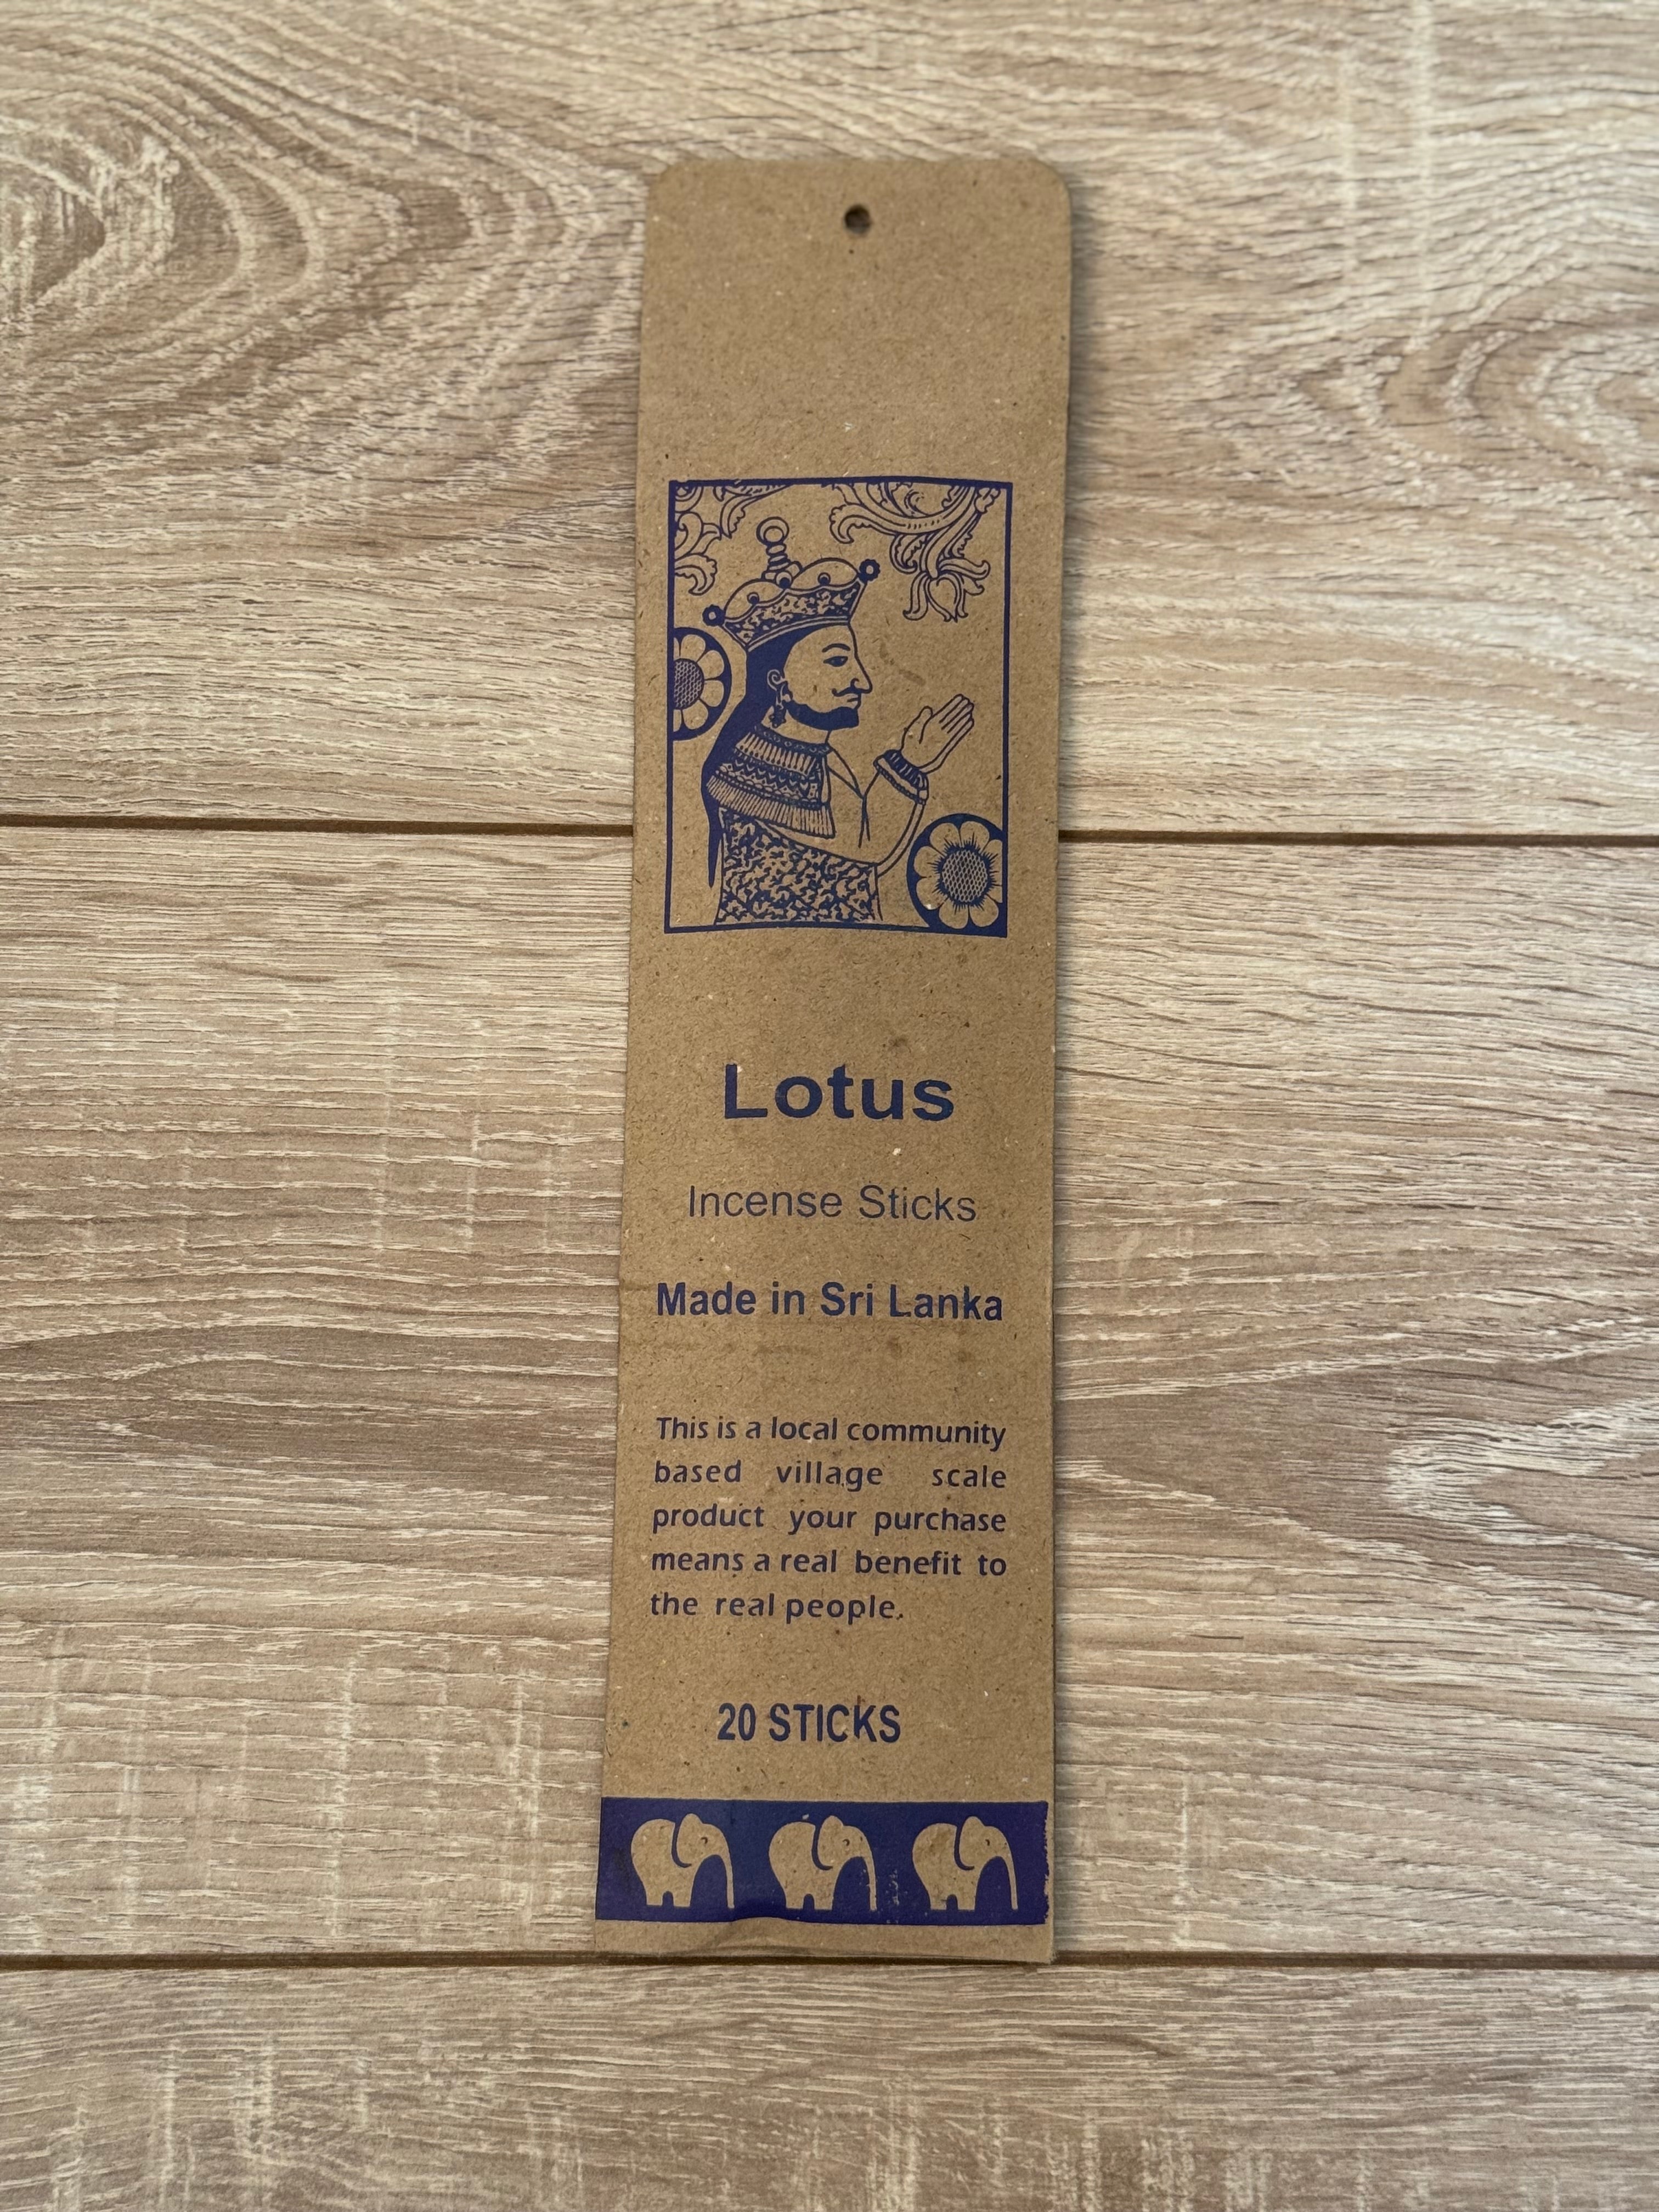 Lotus
Incense Sticks
Made in Sri Lanka
This is a local community
based village scale
product your purchase
means a real benefit to
the real people.
20 STICKS